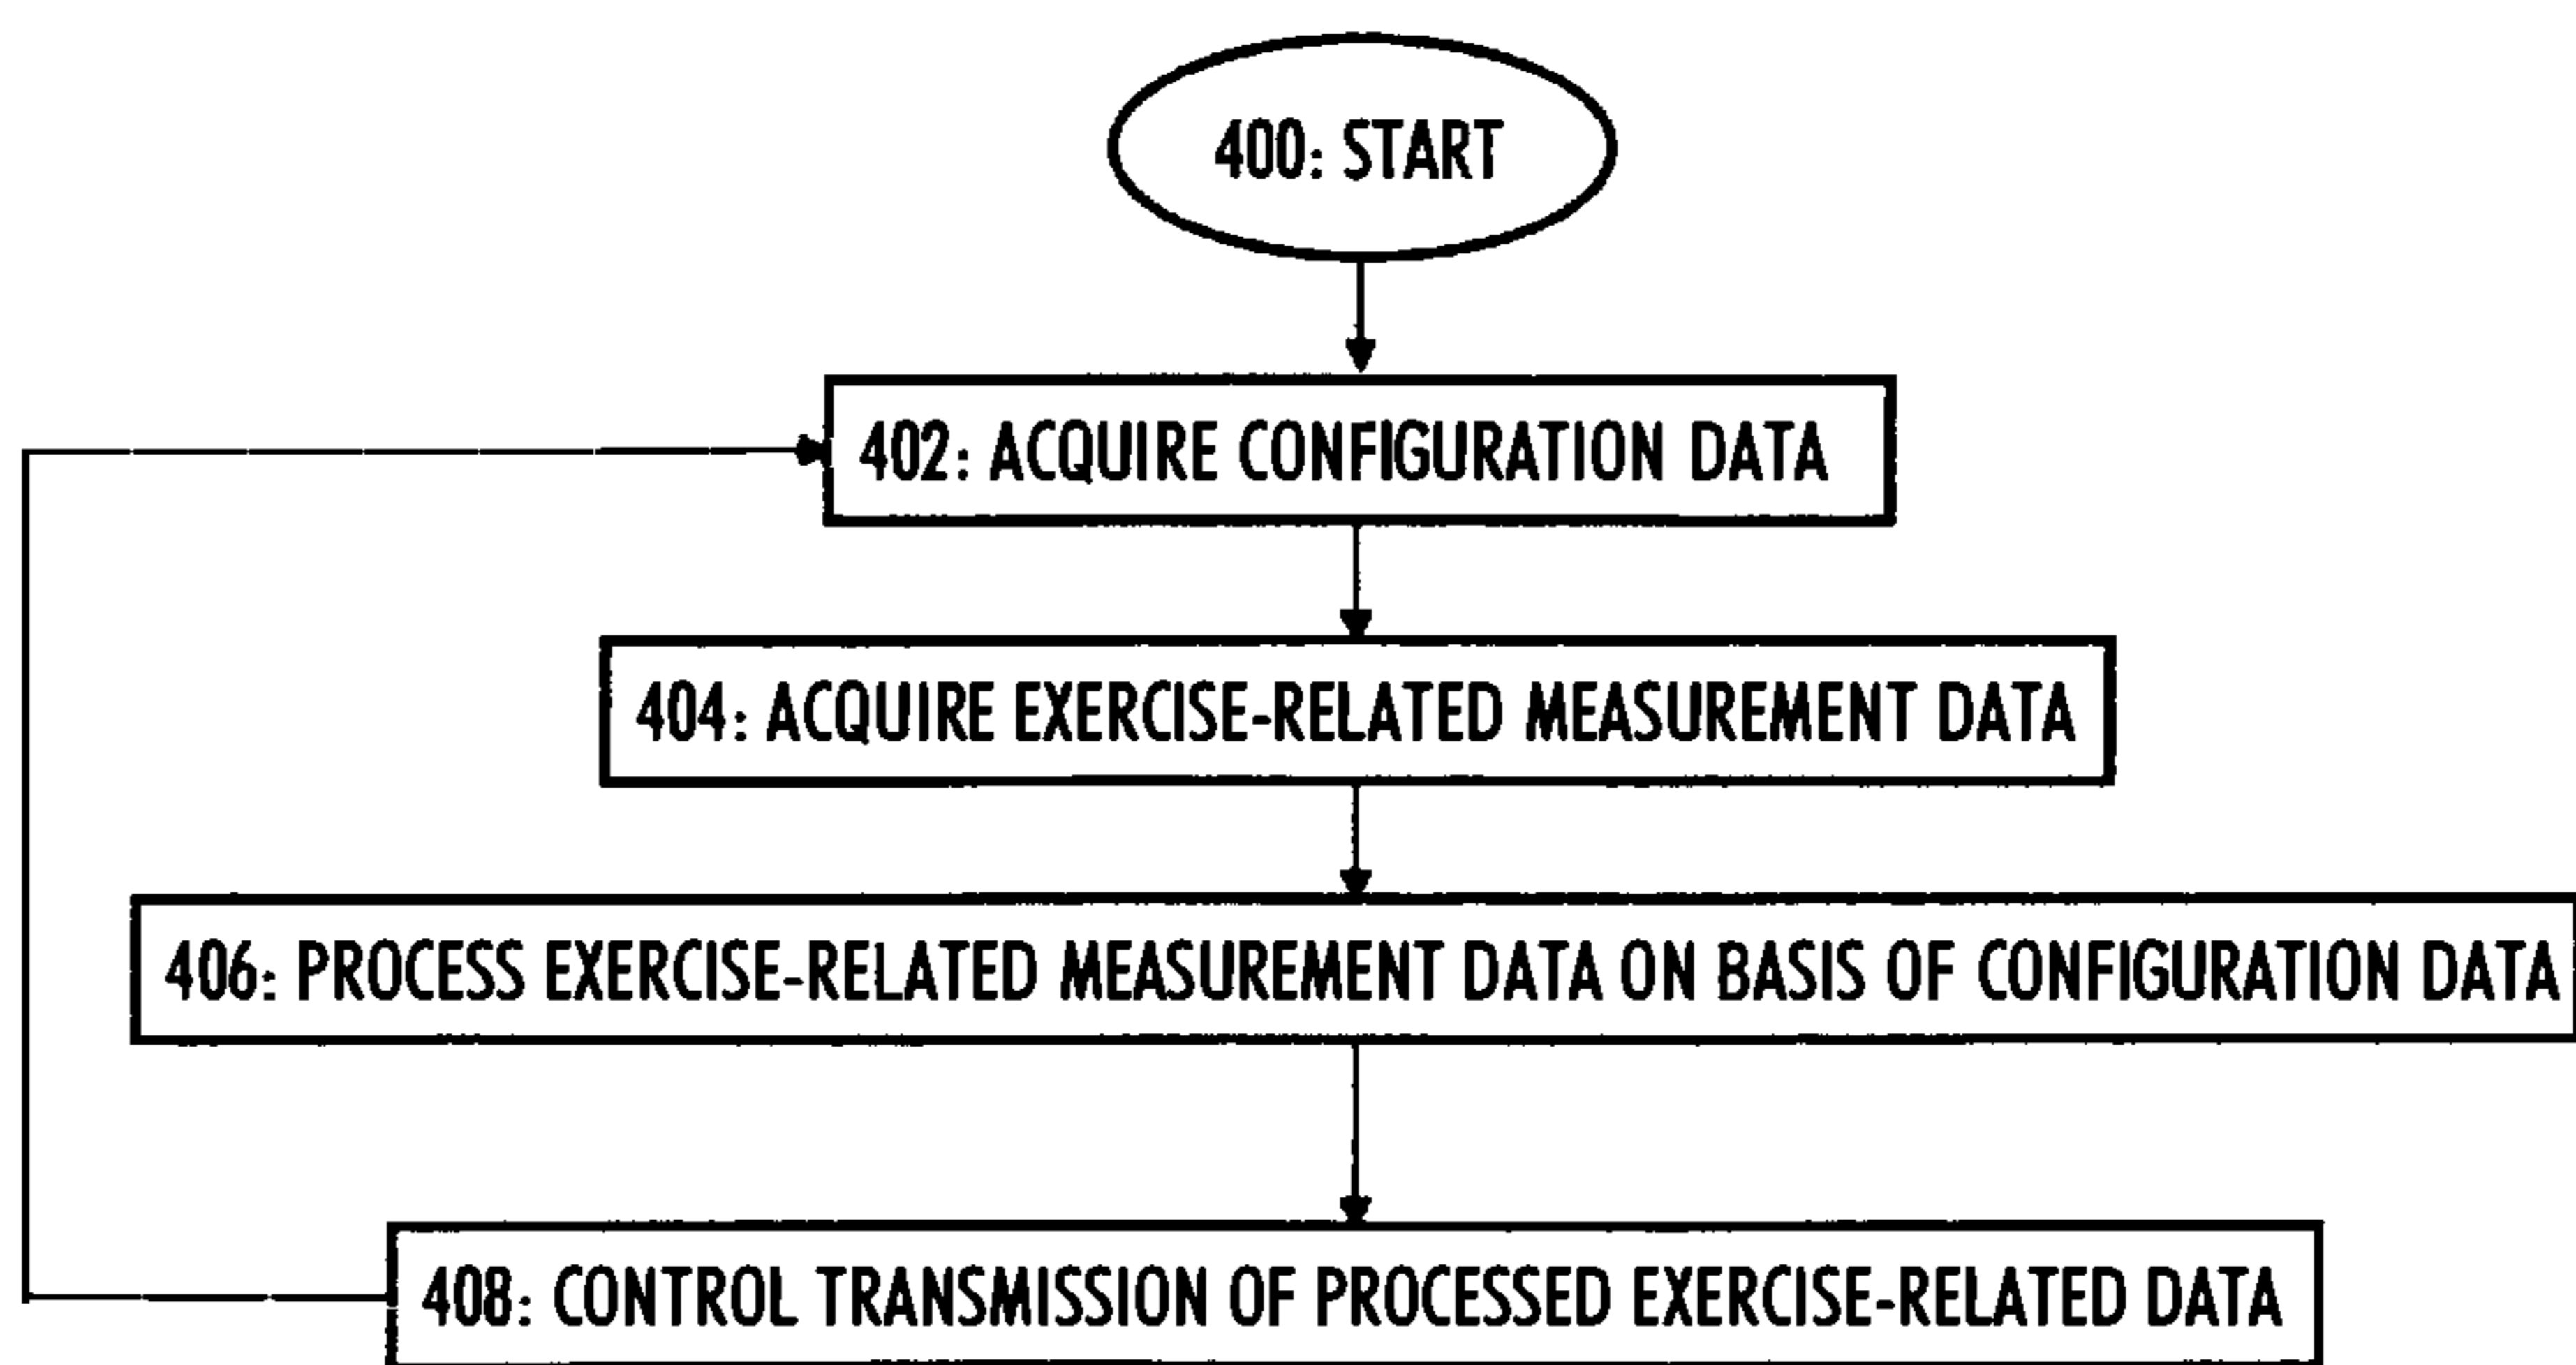 400: START
402: ACQUIRE CONFIGURATION DATA
404: ACQUIRE EXERCISE-RELATED MEASUREMENT DATA
406: PROCESS EXERCISE-RELATED MEASUREMENT DATA ON BASIS OF CONFIGURATION DATA
408: CONTROL TRANSMISSION OF PROCESSED EXERCISE-RELATED DATA